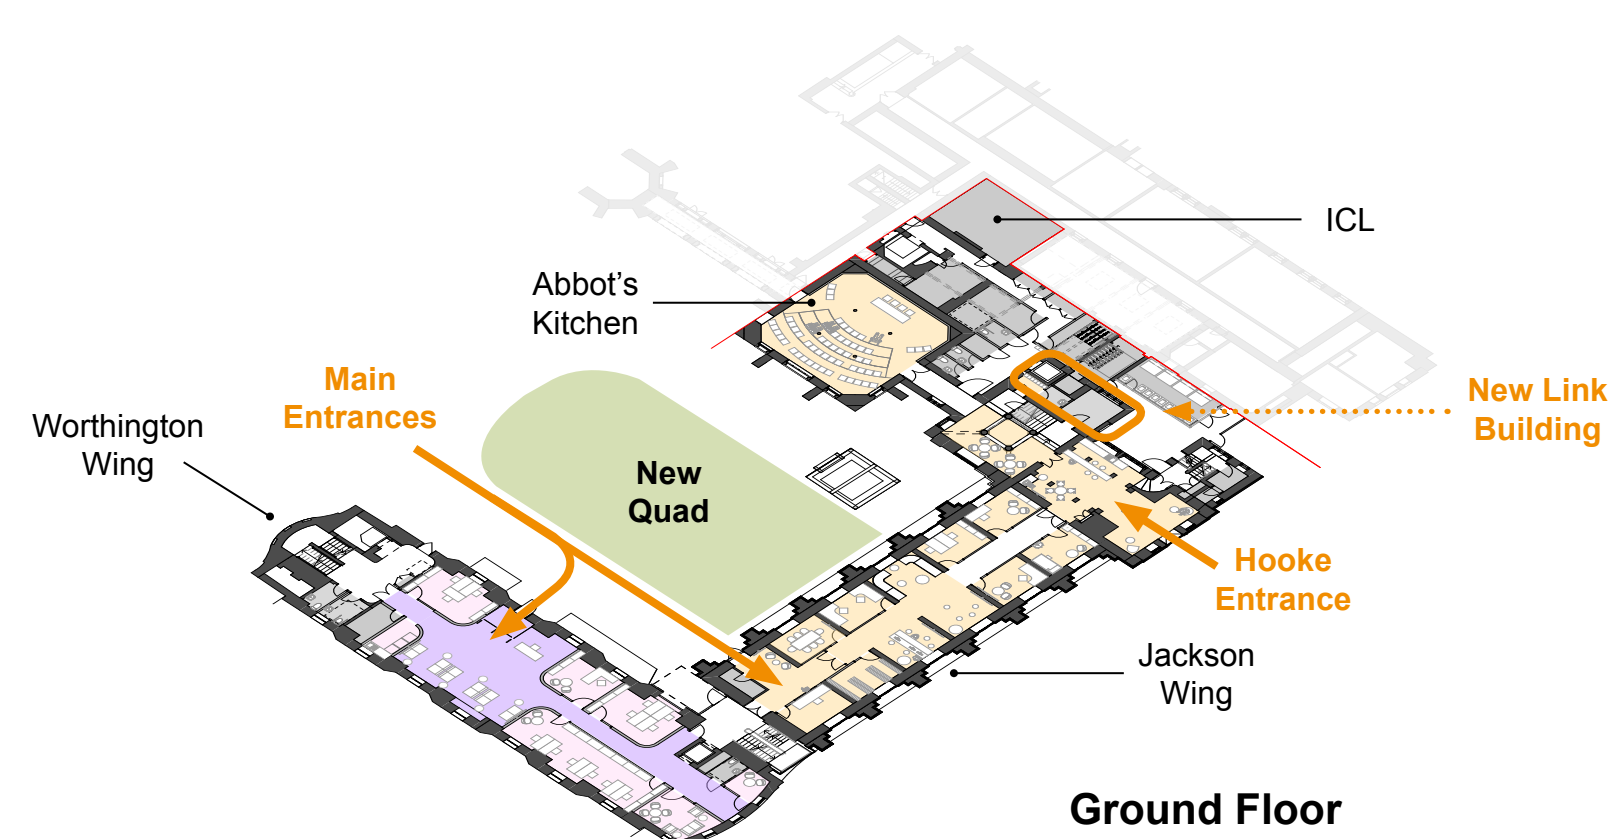 ICL
Abbot’s
Kitchen
Main
Entrances
New Link
Building
Worthington
Wing
New
Quad
Hooke
Entrance
Jackson
Wing
Ground Floor